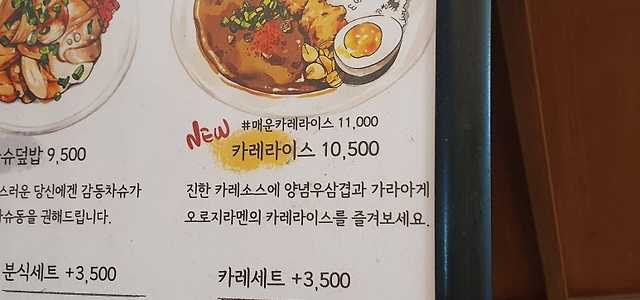 NEW #매운카레라이스 11,000
카레라이스 10,500
진한 카레소스에 양념우삼겹과 가라아게
오로지라멘의 카레라이스를 즐겨보세요.
카레세트 +3,500
슈덮밥 9,500
스러운 당신에겐 감동차슈가
슈동을 권해드립니다.
분식세트 +3,500